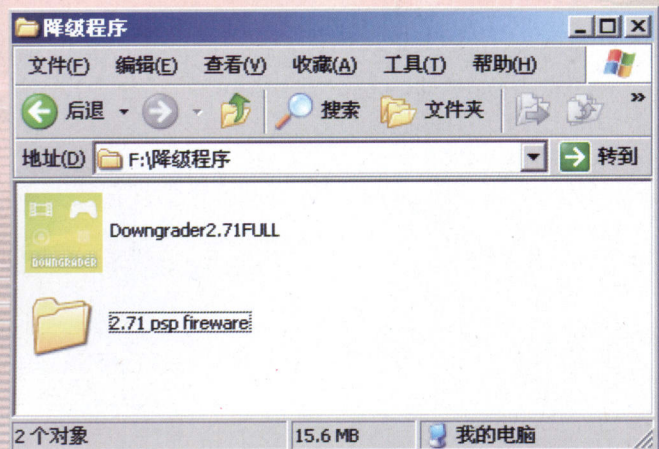 降级程序
文件(F) 编辑(E) 查看(V) 收藏(A) 工具(T) 帮助(H)
后退 搜索 文件夹 »
地址(D) F:\降级程序 转到
Downgrader2.71FULL
DOWNGRADER
2.71 psp fireware
2 个对象 15.6 MB 我的电脑